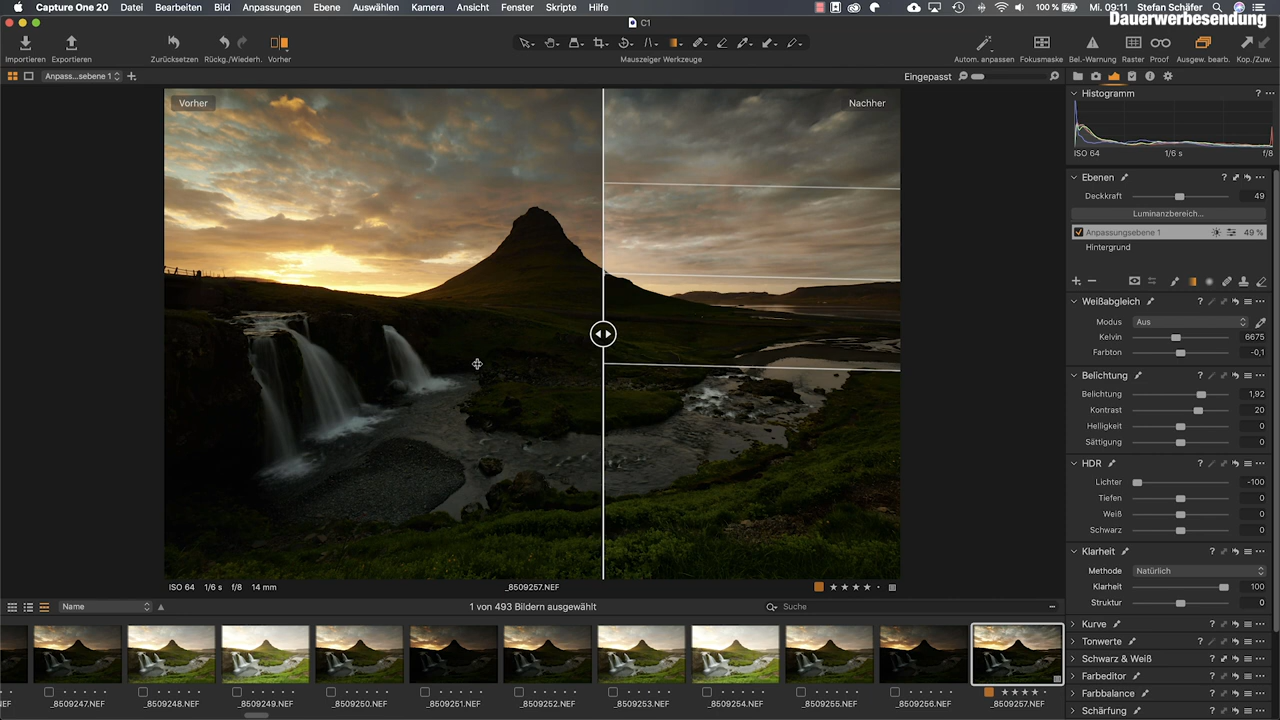 Capture One 20 Datei Bearbeiten Bild Anpassungen Ebene Auswählen Kamera Ansicht Fenster Skripte Hilfe 100 % Mi. 09:11 Stefan Schäfer
C1
Dauerwerbesendung
Importieren Exportieren Zurücksetzen Rückg./Wiederh. Vorher Mauszeiger Werkzeuge Autom. anpassen Fokusmaske Bel.-Warnung Raster Proof Ausgew. bearb. Kop./Zuw.
Anpass...sebene 1 Eingepasst
Vorher Nachher
Histogramm
ISO 64 1/6 s f/8
Ebenen
Deckkraft 49
Luminanzbereich...
Anpassungsebene 1 49 %
Hintergrund
Weißabgleich
Modus Aus
Kelvin 6675
Farbton -0,1
Belichtung
Belichtung 1,92
Kontrast 20
Helligkeit 0
Sättigung 0
HDR
Lichter -100
Tiefen 0
Weiß 0
Schwarz 0
Klarheit
Methode Natürlich
Klarheit 100
Struktur 0
Kurve
Tonwerte
Schwarz & Weiß
Farbeditor
Farbbalance
Schärfung
ISO 64 1/6 s f/8 14 mm _8509257.NEF
Name 1 von 493 Bildern ausgewählt Suche
EF _8509247.NEF _8509248.NEF _8509249.NEF _8509250.NEF _8509251.NEF _8509252.NEF _8509253.NEF _8509254.NEF _8509255.NEF _8509256.NEF _8509257.NEF